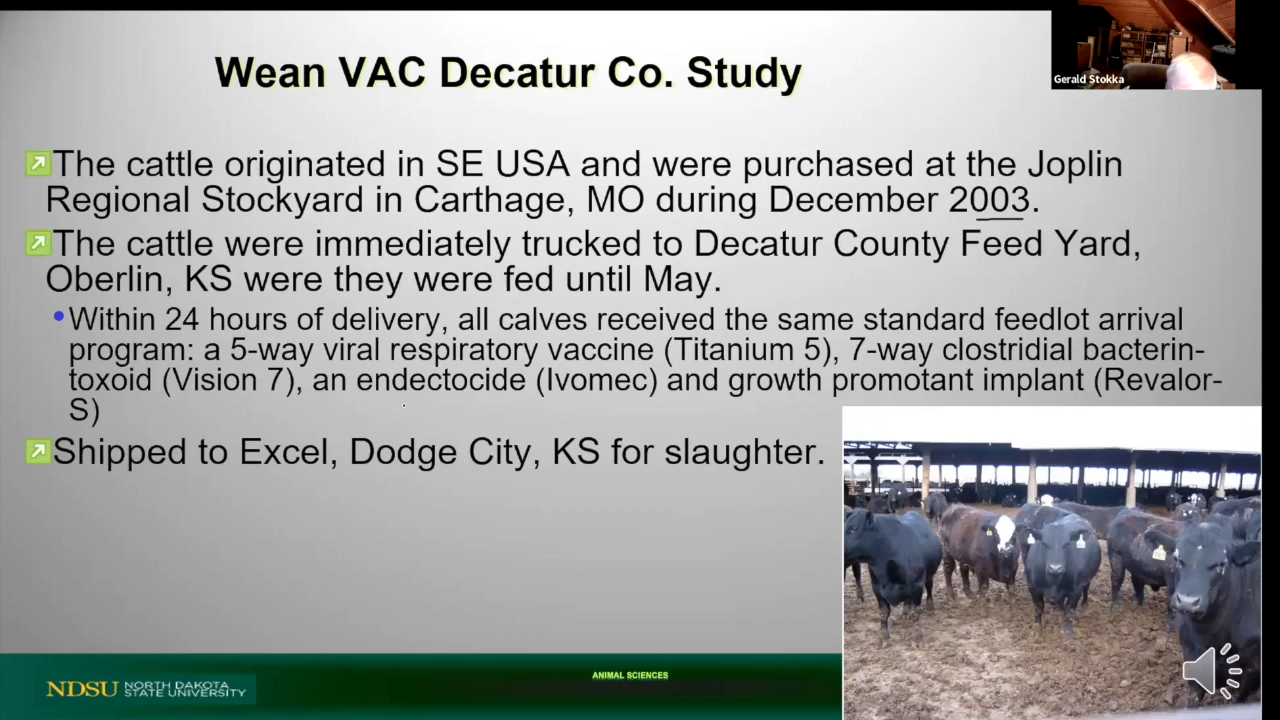 Wean VAC Decatur Co. Study
Gerald Stokka
The cattle originated in SE USA and were purchased at the Joplin
Regional Stockyard in Carthage, MO during December 2003.
The cattle were immediately trucked to Decatur County Feed Yard,
Oberlin, KS were they were fed until May.
Within 24 hours of delivery, all calves received the same standard feedlot arrival
program: a 5-way viral respiratory vaccine (Titanium 5), 7-way clostridial bacterin-
toxoid (Vision 7), an endectocide (Ivomec) and growth promotant implant (Revalor-
S)
Shipped to Excel, Dodge City, KS for slaughter.
ANIMAL SCIENCES
NDSU NORTH DAKOTA
STATE UNIVERSITY